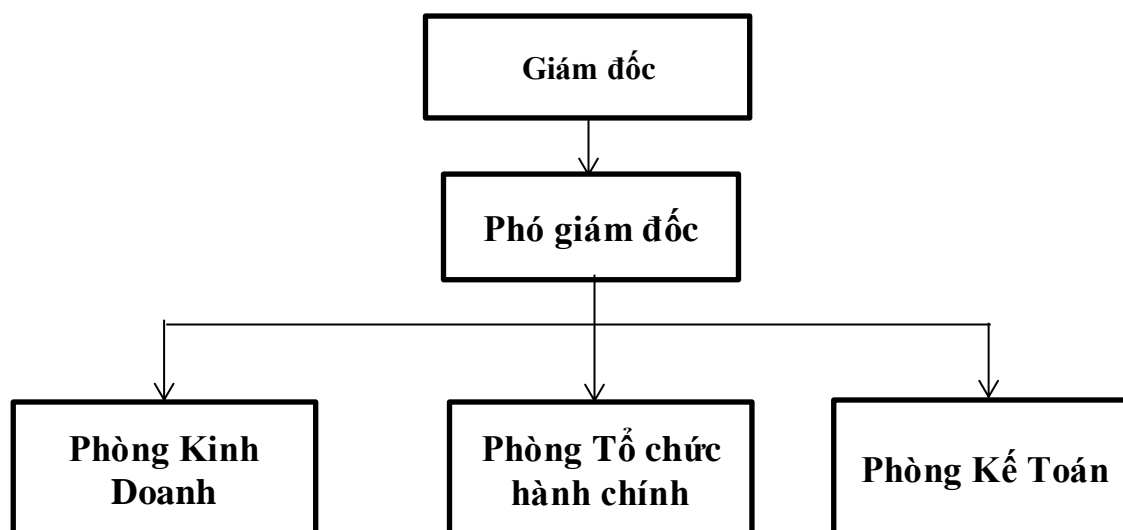 Giám đốc
Phó giám đốc
Phòng Kinh
Doanh
Phòng Tổ chức
hành chính
Phòng Kế Toán